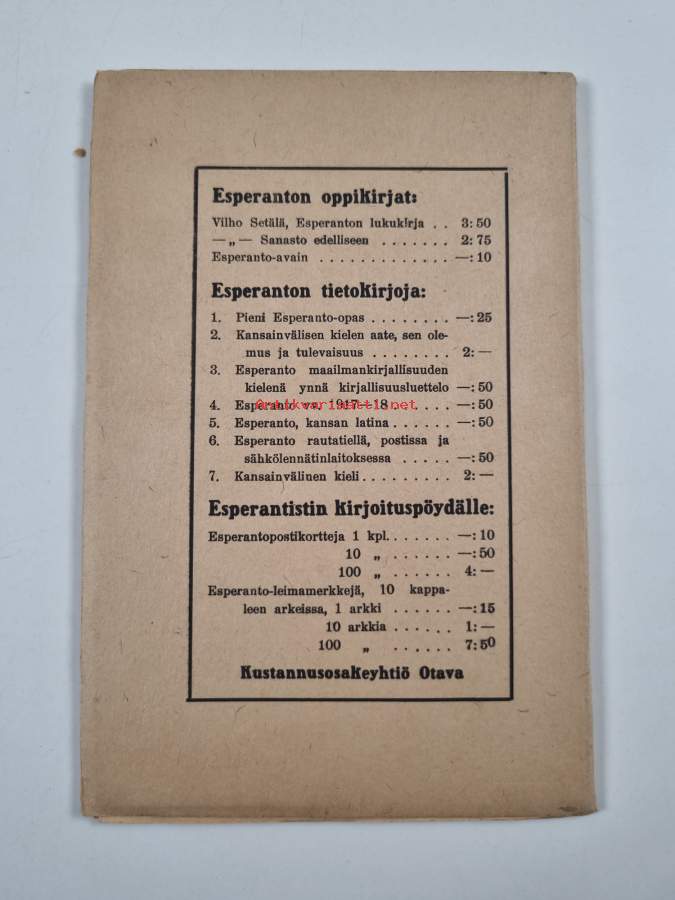 Esperanton oppikirjat:
Vilho Setälä, Esperanton lukukirja . . 3: 50
— „ — Sanasto edelliseen . . . . . . . 2: 75
Esperanto-avain . . . . . . . . . . . . . —: 10
Esperanton tietokirjoja:
1. Pieni Esperanto-opas . . . . . . . . —: 25
2. Kansainvälisen kielen aate, sen ole-
mus ja tulevaisuus . . . . . . . . 2: —
3. Esperanto maailmankirjallisuuden
kielenä ynnä kirjallisuusluettelo —: 50
4. Esperanto vv. 1917—18 . . . . . . —: 50
Antikvariaatti.net
5. Esperanto, kansan latina . . . . . . —: 50
6. Esperanto rautatiellä, postissa ja
sähkölennätinlaitoksessa . . . . . —: 50
7. Kansainvälinen kieli . . . . . . . . . 2: —
Esperantistin kirjoituspöydälle:
Esperantopostikortteja 1 kpl. . . . . . . —: 10
10 „ . . . . . . —: 50
100 „ . . . . . . 4: —
Esperanto-leimamerkkejä, 10 kappa-
leen arkeissa, 1 arkki . . . . . . —: 15
10 arkkia . . . . . . 1: —
100 „ . . . . . . 7: 50
Kustannusosakeyhtiö Otava